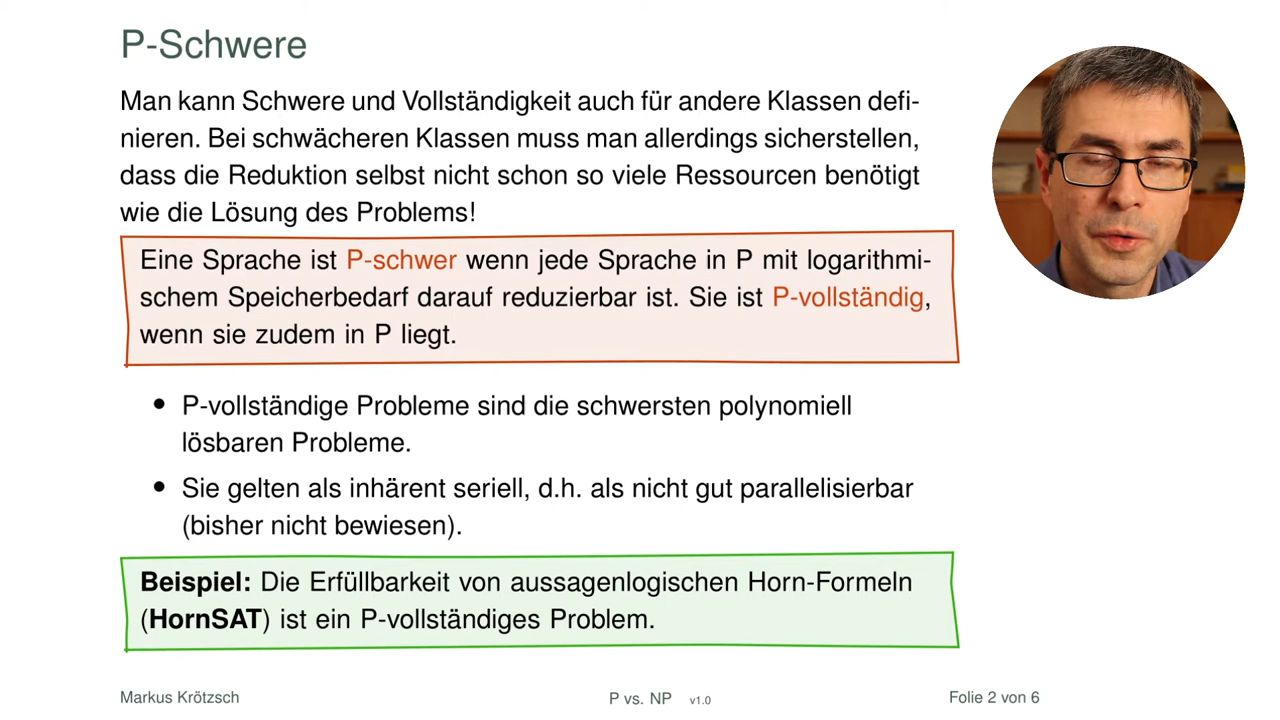 P-Schwere
Man kann Schwere und Vollständigkeit auch für andere Klassen defi-
nieren. Bei schwächeren Klassen muss man allerdings sicherstellen,
dass die Reduktion selbst nicht schon so viele Ressourcen benötigt
wie die Lösung des Problems!
Eine Sprache ist P-schwer wenn jede Sprache in P mit logarithmi-
schem Speicherbedarf darauf reduzierbar ist. Sie ist P-vollständig,
wenn sie zudem in P liegt.
• P-vollständige Probleme sind die schwersten polynomiell
lösbaren Probleme.
• Sie gelten als inhärent seriell, d.h. als nicht gut parallelisierbar
(bisher nicht bewiesen).
Beispiel: Die Erfüllbarkeit von aussagenlogischen Horn-Formeln
(HornSAT) ist ein P-vollständiges Problem.
Markus Krötzsch P vs. NP v1.0 Folie 2 von 6